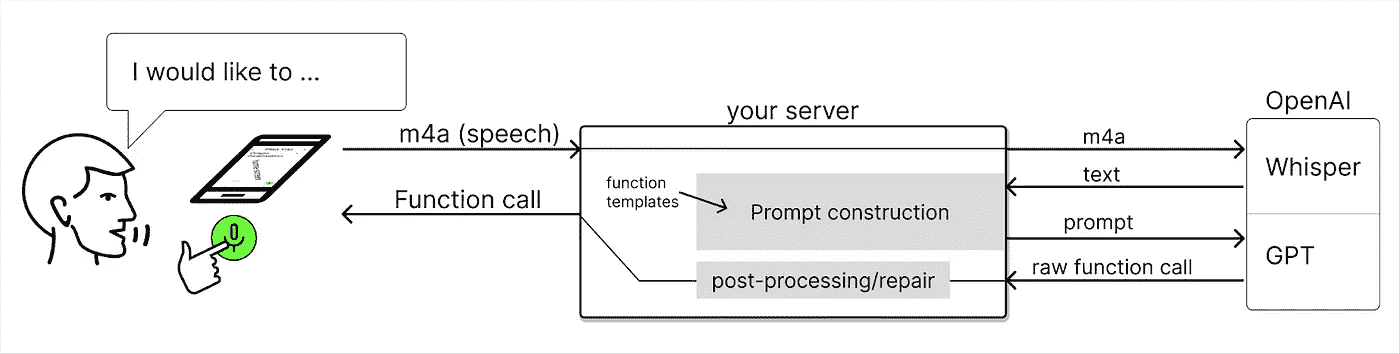 I would like to ...
m4a (speech)
Function call
your server
function
templates
Prompt construction
post-processing/repair
m4a
text
prompt
raw function call
OpenAI
Whisper
GPT